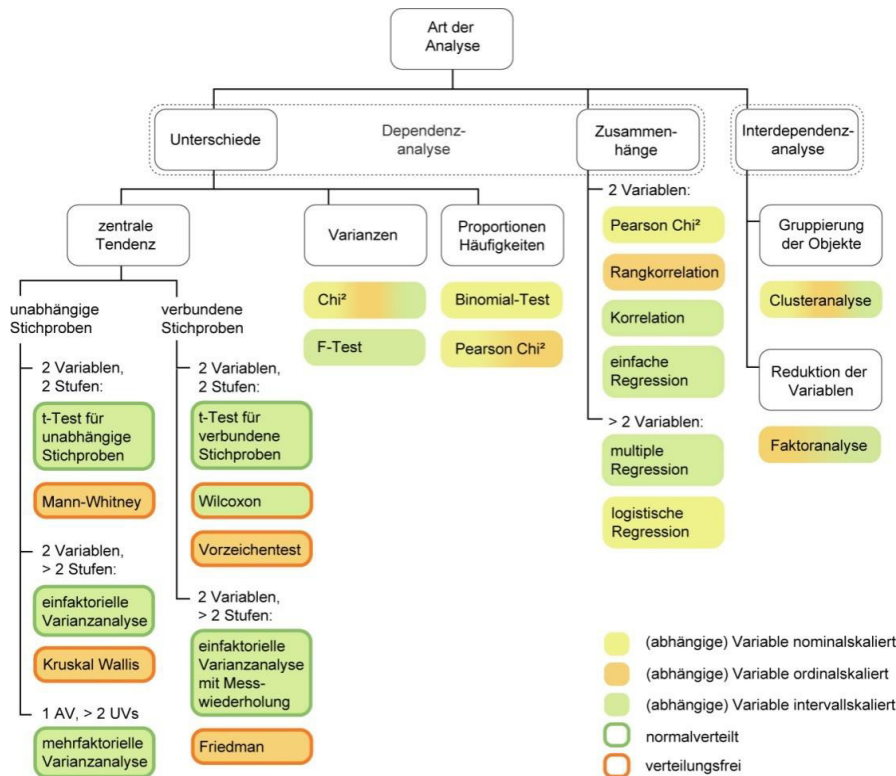 Art der
Analyse
Unterschiede
Dependenz-
analyse
Zusammen-
hänge
Interdependenz-
analyse
zentrale
Tendenz
Varianzen
Proportionen
Häufigkeiten
2 Variablen:
Pearson Chi²
Rangkorrelation
Korrelation
einfache
Regression
> 2 Variablen:
multiple
Regression
logistische
Regression
Gruppierung
der Objekte
Clusteranalyse
Reduktion der
Variablen
Faktoranalyse
Chi²
F-Test
Binomial-Test
Pearson Chi²
unabhängige
Stichproben
2 Variablen,
2 Stufen:
t-Test für
unabhängige
Stichproben
Mann-Whitney
2 Variablen,
> 2 Stufen:
einfaktorielle
Varianzanalyse
Kruskal Wallis
1 AV, > 2 UVs
mehrfaktorielle
Varianzanalyse
verbundene
Stichproben
2 Variablen,
2 Stufen:
t-Test für
verbundene
Stichproben
Wilcoxon
Vorzeichentest
2 Variablen,
> 2 Stufen:
einfaktorielle
Varianzanalyse
mit Mess-
wiederholung
Friedman
(abhängige) Variable nominalskaliert
(abhängige) Variable ordinalskaliert
(abhängige) Variable intervallskaliert
normalverteilt
verteilungsfrei